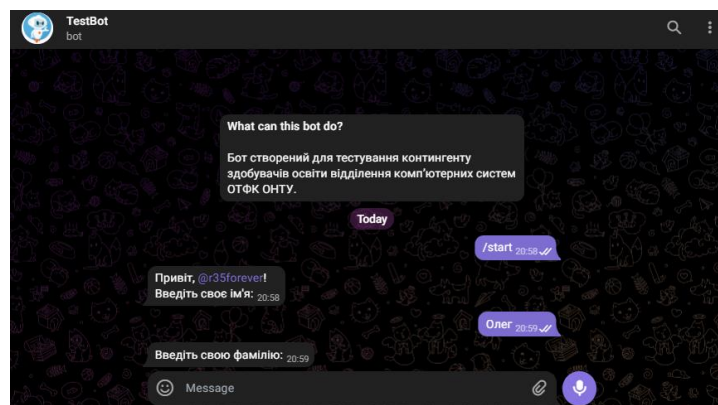 TestBot
bot
What can this bot do?
Бот створений для тестування контингенту
здобувачів освіти відділення комп'ютерних систем
ОТФК ОНТУ.
Today
/start 20:58
Привіт, @r35forever!
Введіть своє ім'я: 20:58
Олег 20:59
Введіть свою фамілію: 20:59
Message